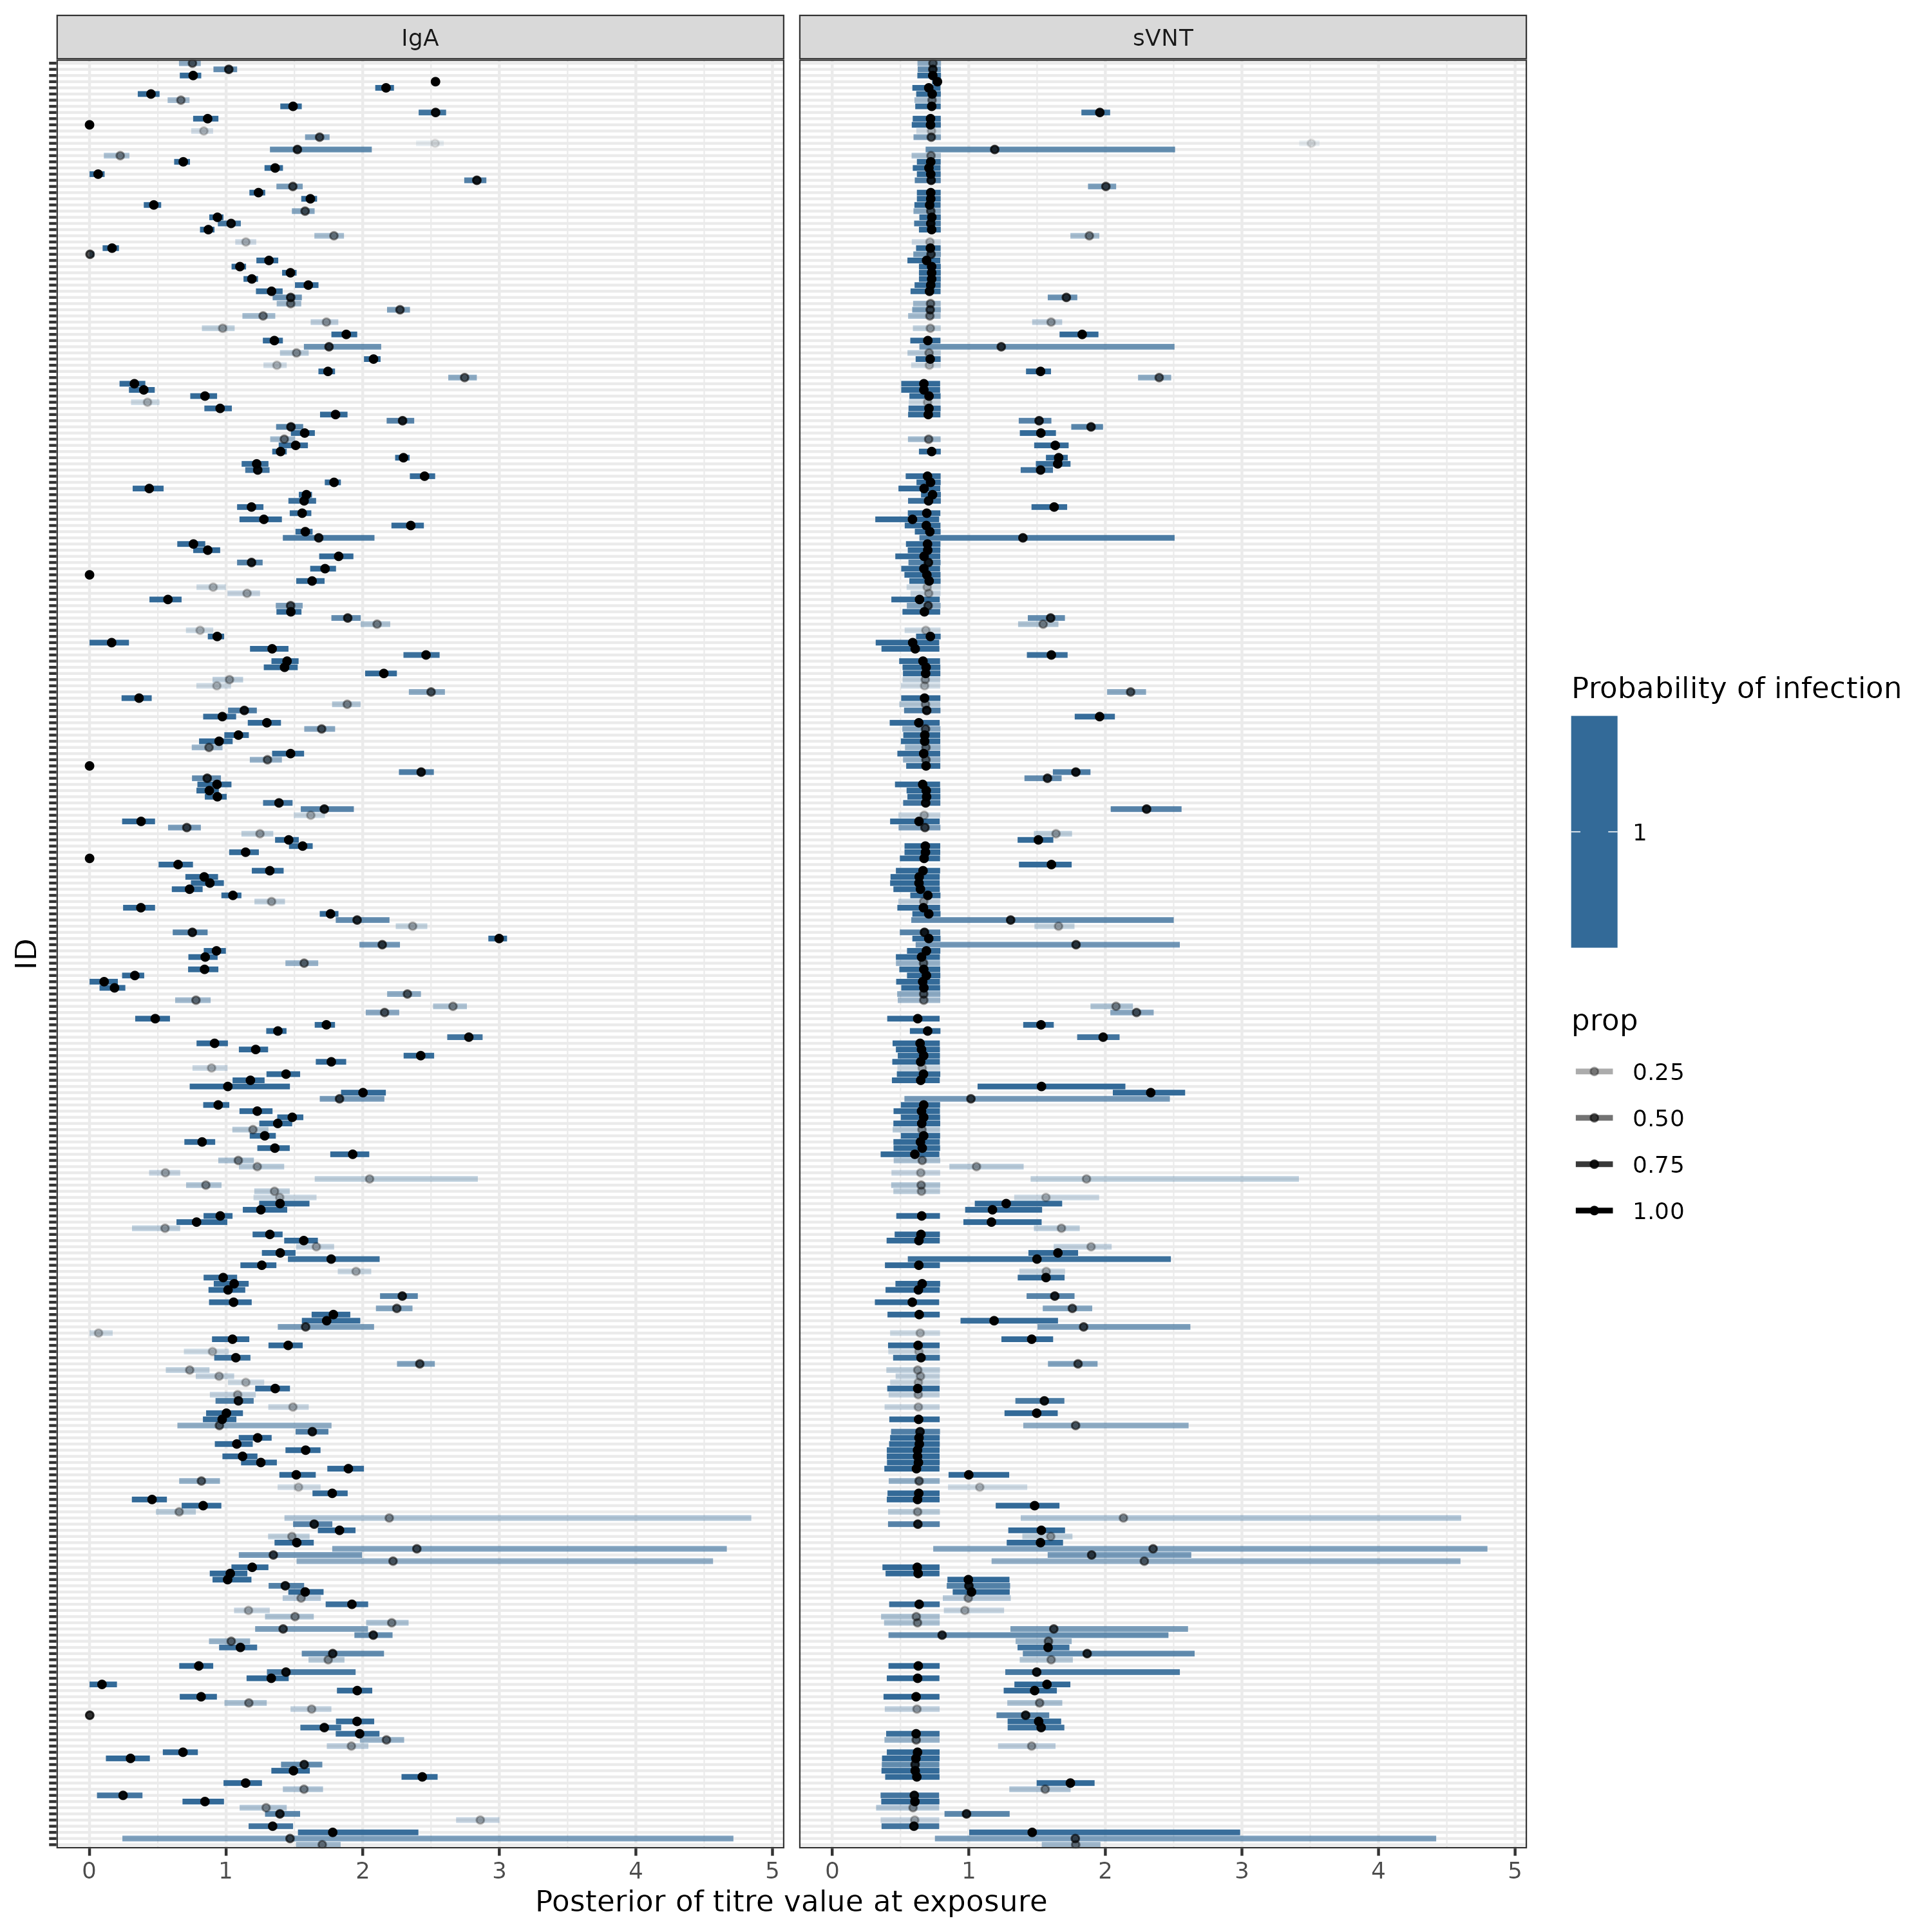 IgA
sVNT
ID
0 1 2 3 4 5
0 1 2 3 4 5
Posterior of titre value at exposure
Probability of infection
1
prop
0.25
0.50
0.75
1.00